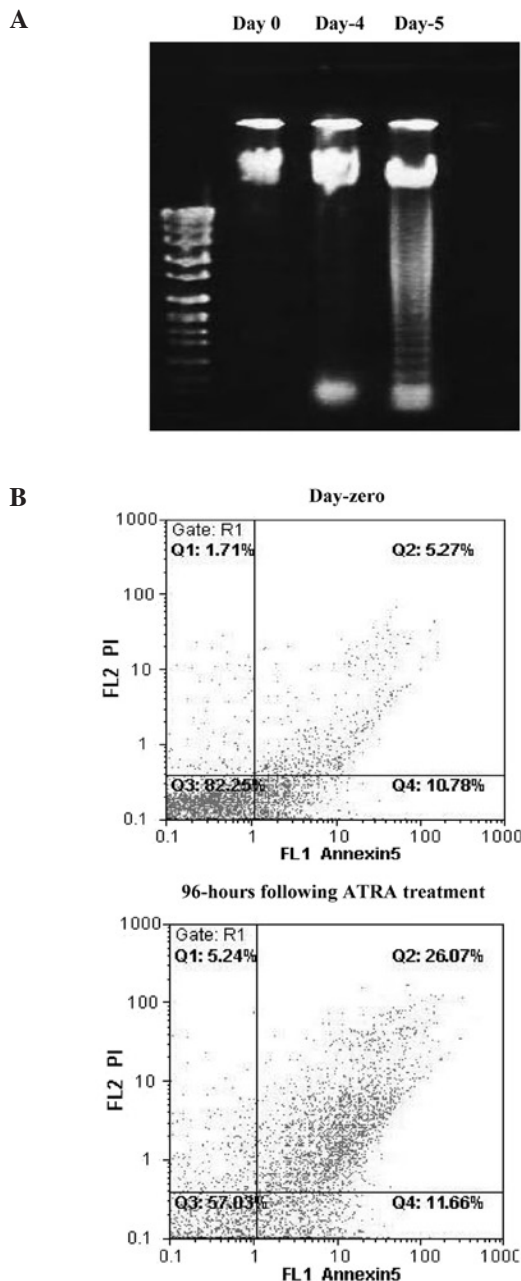 A
Day 0 Day-4 Day-5
B
Day-zero
1000
Gate: R1
Q1: 1.71% Q2: 5.27%
100
10
1
Q3: 82.25% Q4: 10.78%
0.1
FL2 PI
0.1 1 10 100 1000
FL1 Annexin5
96-hours following ATRA treatment
1000
Gate: R1
Q1: 5.24% Q2: 26.07%
100
10
1
Q3: 57.03% Q4: 11.66%
0.1
FL2 PI
0.1 1 10 100 1000
FL1 Annexin5